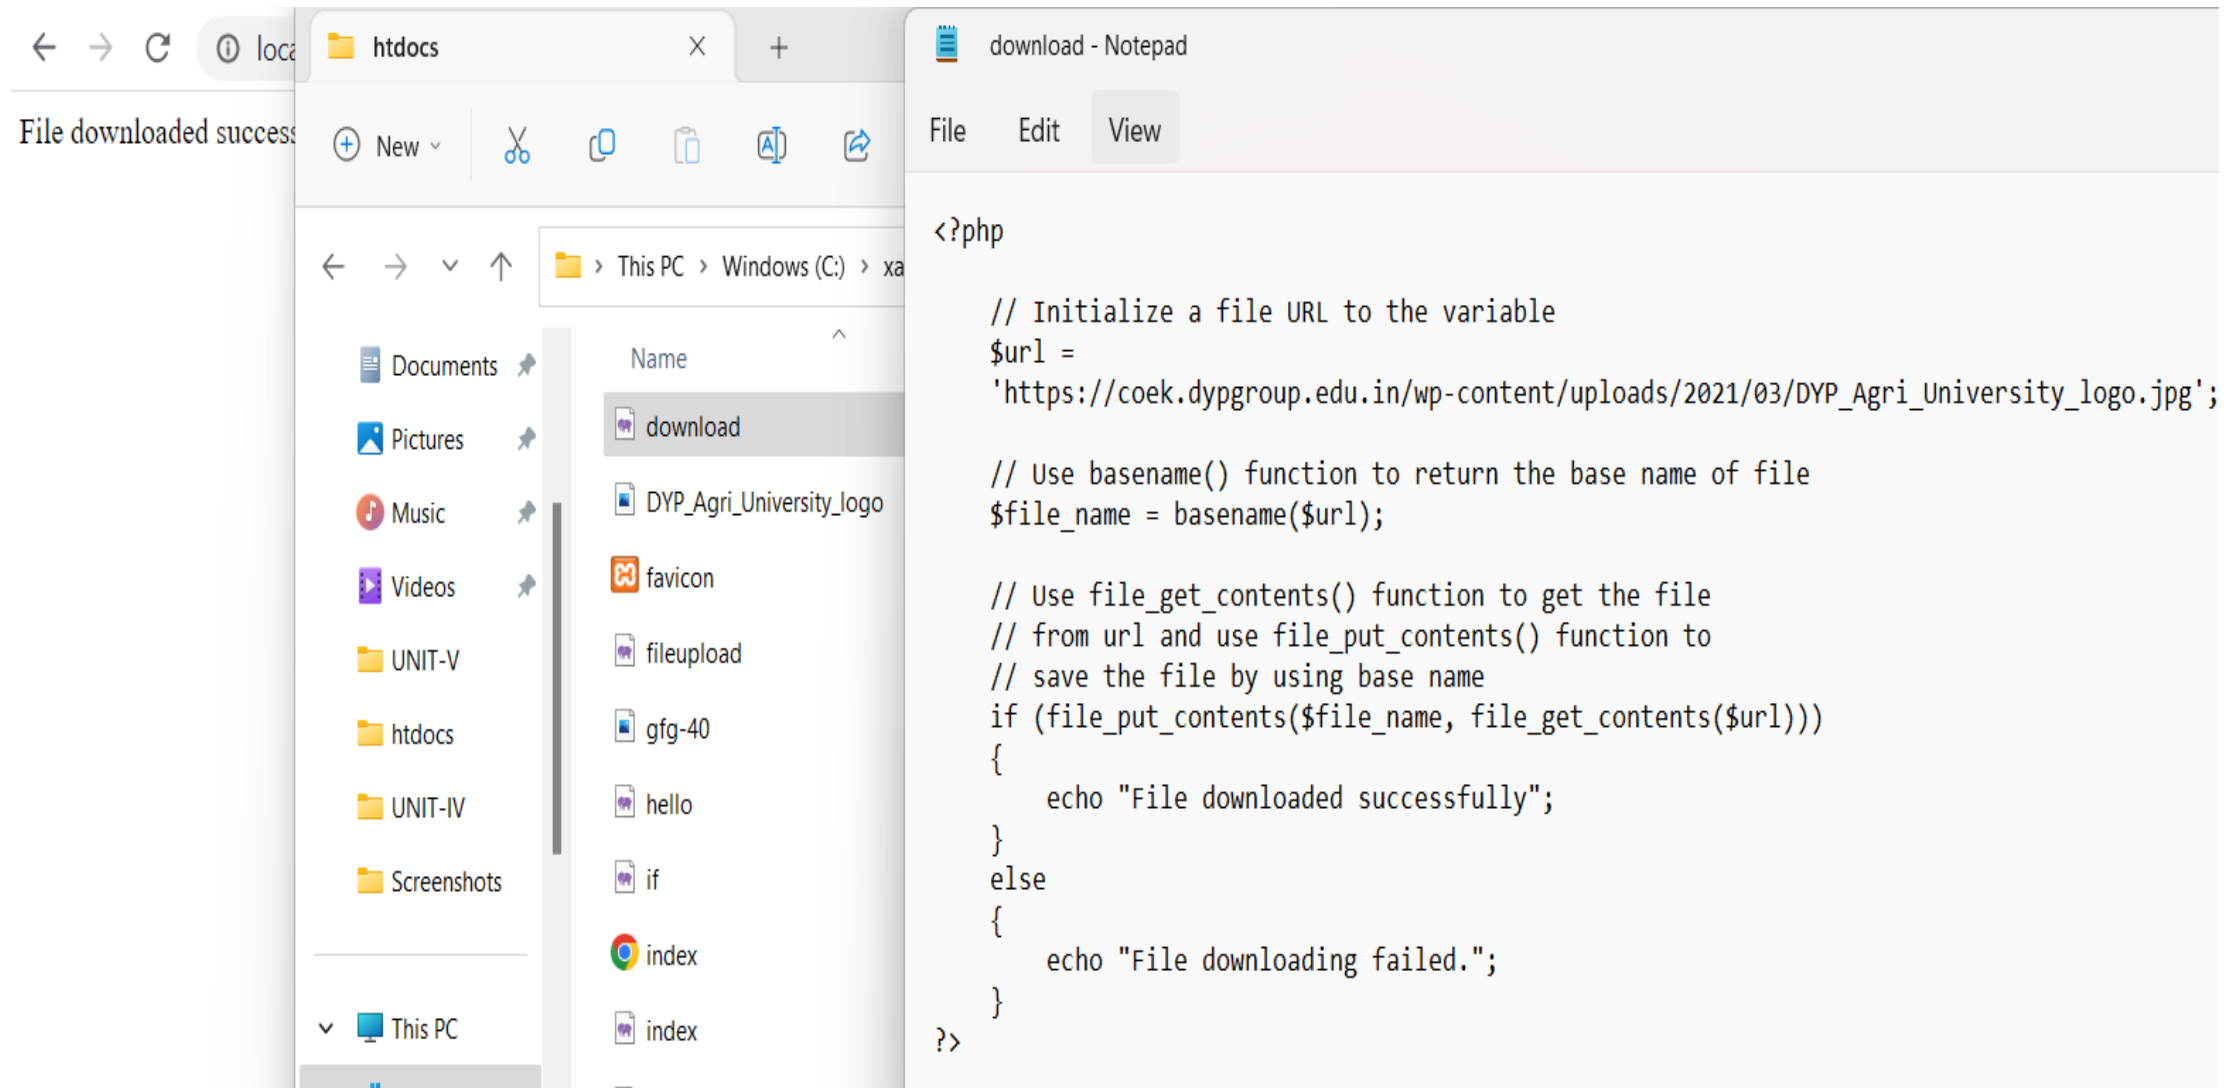 loca
File downloaded success
htdocs
New
This PC > Windows (C:) > xa
Documents
Pictures
Music
Videos
UNIT-V
htdocs
UNIT-IV
Screenshots
This PC
Name
download
DYP_Agri_University_logo
favicon
fileupload
gfg-40
hello
if
index
index
download - Notepad
File Edit View
<?php
// Initialize a file URL to the variable
$url =
'https://coek.dypgroup.edu.in/wp-content/uploads/2021/03/DYP_Agri_University_logo.jpg';
// Use basename() function to return the base name of file
$file_name = basename($url);
// Use file_get_contents() function to get the file
// from url and use file_put_contents() function to
// save the file by using base name
if (file_put_contents($file_name, file_get_contents($url)))
{
echo "File downloaded successfully";
}
else
{
echo "File downloading failed.";
}
?>